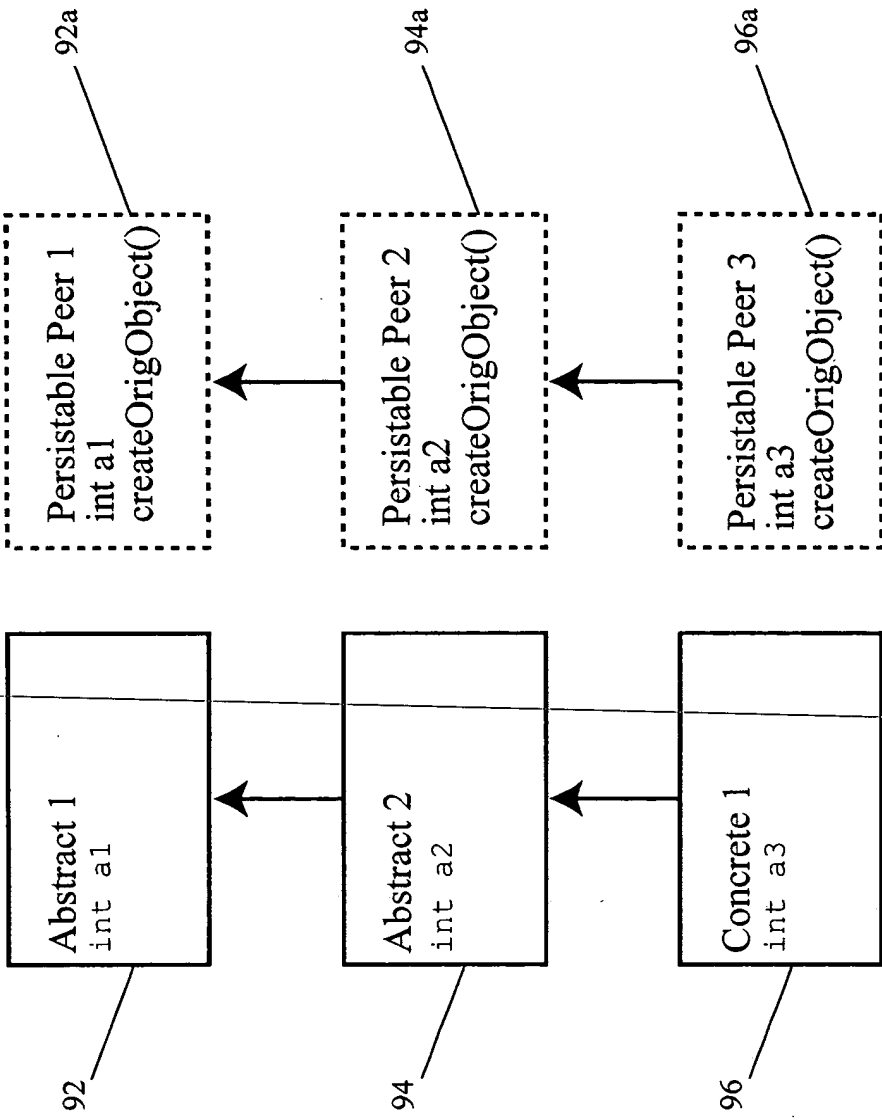 92a
Persistable Peer 1
int a1
createOrigObject()
94a
Persistable Peer 2
int a2
createOrigObject()
96a
Persistable Peer 3
int a3
createOrigObject()
Abstract 1
int a1
92
Abstract 2
int a2
94
Concrete 1
int a3
96